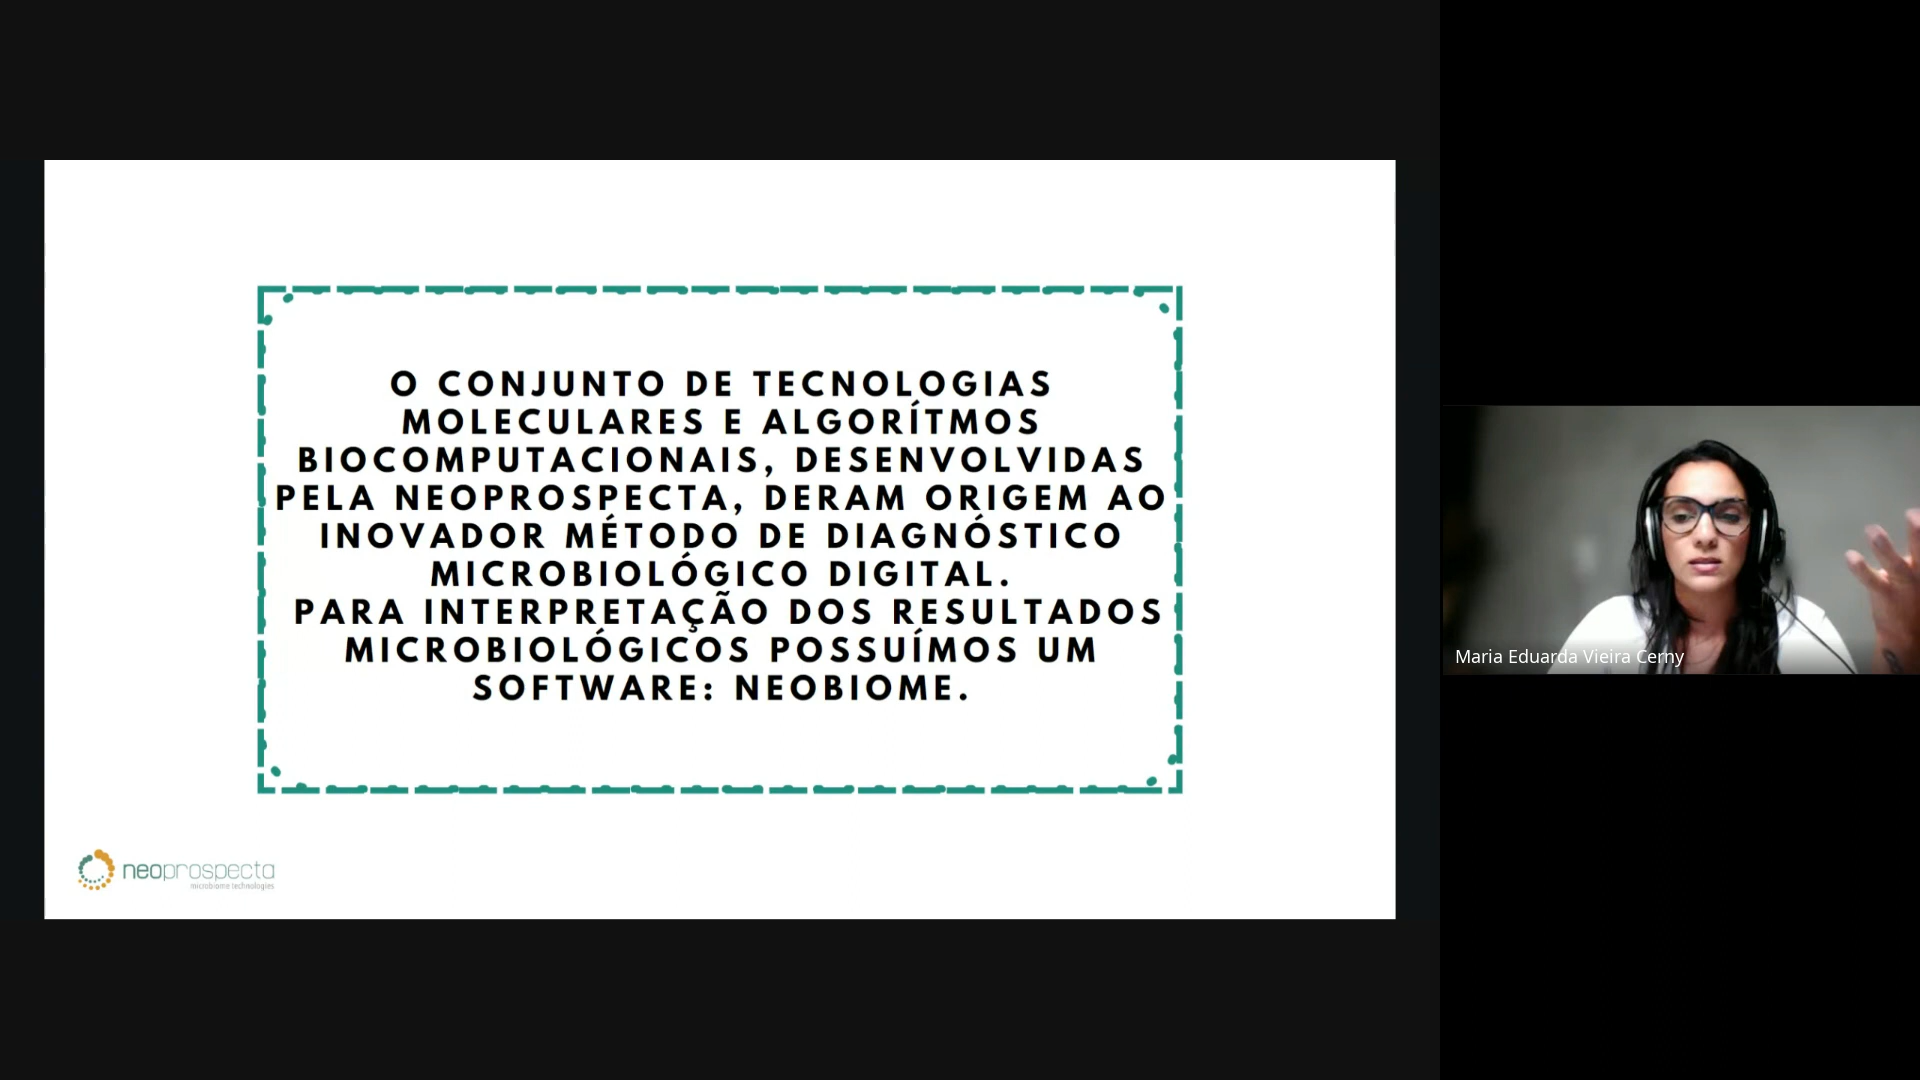 O CONJUNTO DE TECNOLOGIAS
MOLECULARES E ALGORÍTMOS
BIOCOMPUTACIONAIS, DESENVOLVIDAS
PELA NEOPROSPECTA, DERAM ORIGEM AO
INOVADOR MÉTODO DE DIAGNÓSTICO
MICROBIOLÓGICO DIGITAL.
PARA INTERPRETAÇÃO DOS RESULTADOS
MICROBIOLÓGICOS POSSUÍMOS UM
SOFTWARE: NEOBIOME.
neoprospecta
microbiome technologies
Maria Eduarda Vieira Cerny